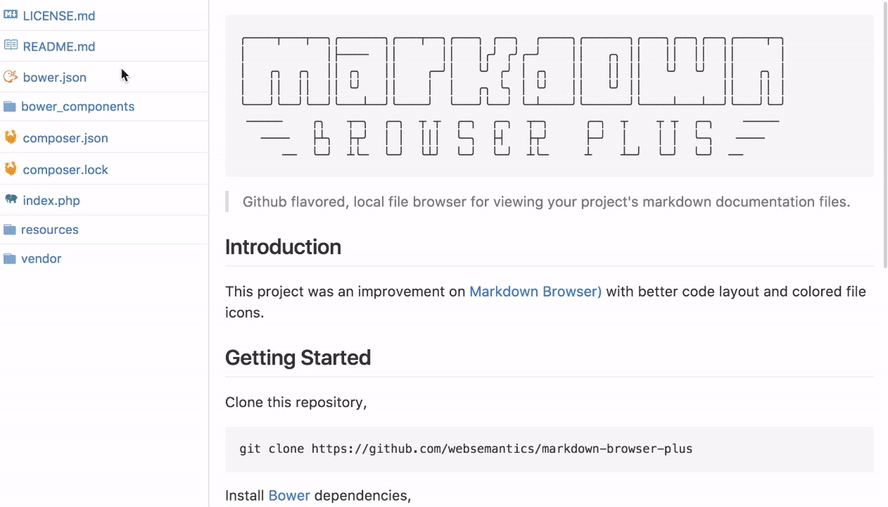 LICENSE.md
README.md
bower.json
bower_components
composer.json
composer.lock
index.php
resources
vendor
markdown
BROWSER PLUS
Github flavored, local file browser for viewing your project's markdown documentation files.
Introduction
This project was an improvement on Markdown Browser) with better code layout and colored file
icons.
Getting Started
Clone this repository,
git clone https://github.com/websemantics/markdown-browser-plus
Install Bower dependencies,